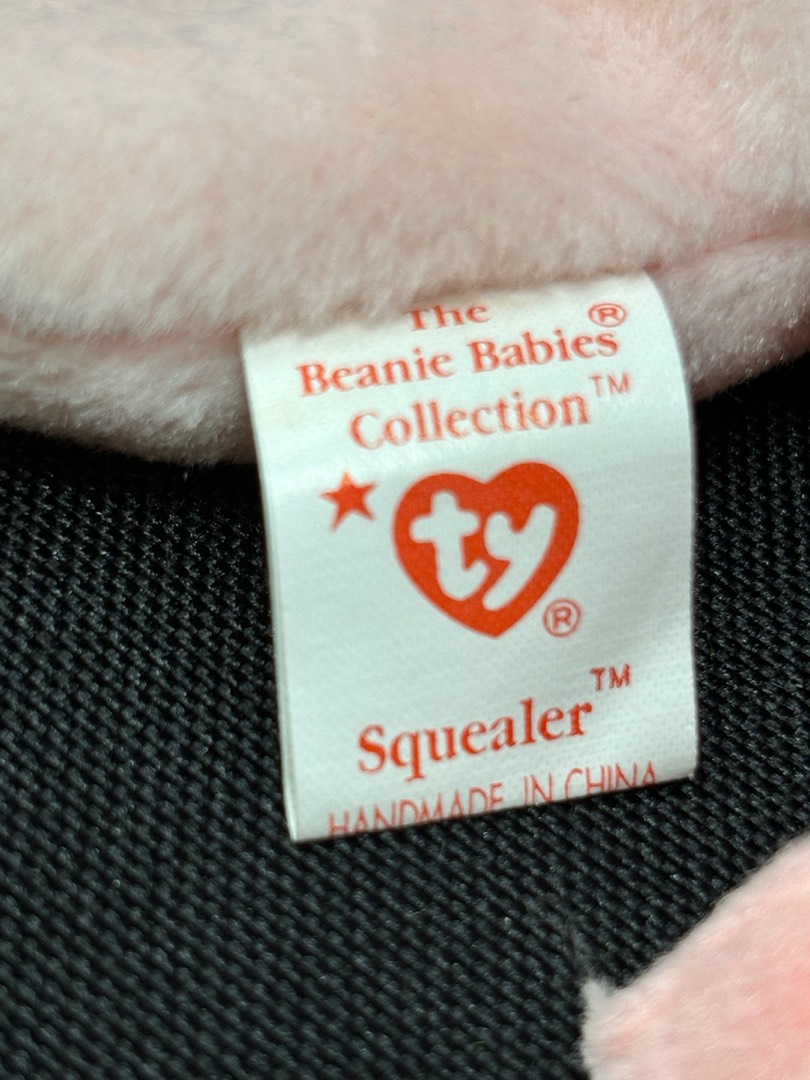 The
Beanie Babies®
Collection™
ty®
Squealer™
HANDMADE IN CHINA